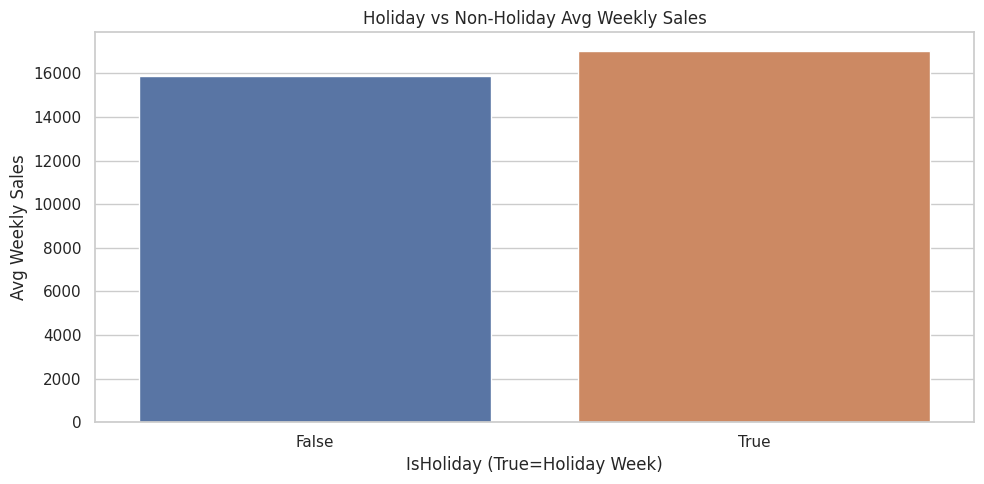 Holiday vs Non-Holiday Avg Weekly Sales
16000
14000
12000
10000
8000
6000
4000
2000
0
Avg Weekly Sales
False True
IsHoliday (True=Holiday Week)